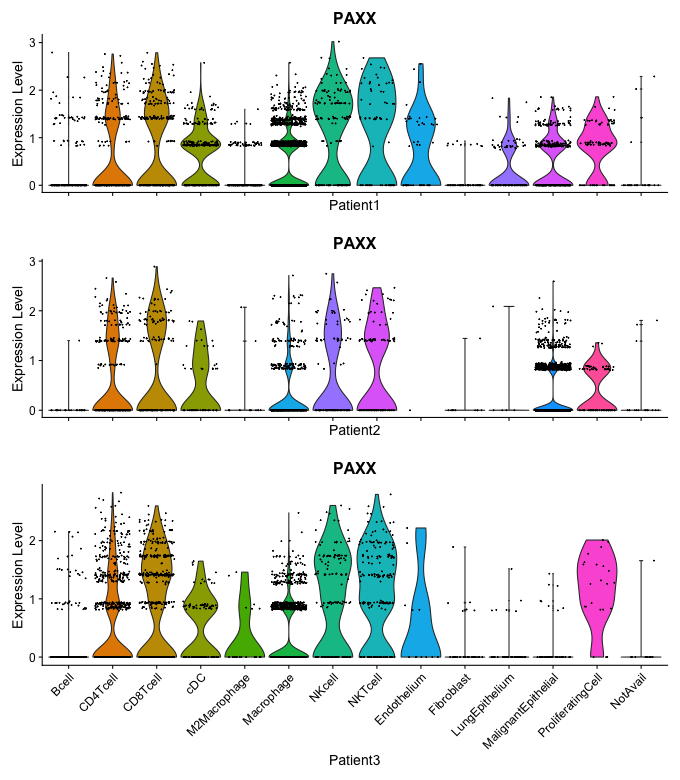 PAXX
Expression Level
3
2
1
0
Patient1
PAXX
Expression Level
3
2
1
0
Patient2
PAXX
Expression Level
2
1
0
Bcell
CD4Tcell
CD8Tcell
cDC
M2Macrophage
Macrophage
NKcell
NKTcell
Endothelium
Fibroblast
LungEpithelium
MalignantEpithelial
ProliferatingCell
NotAvail
Patient3